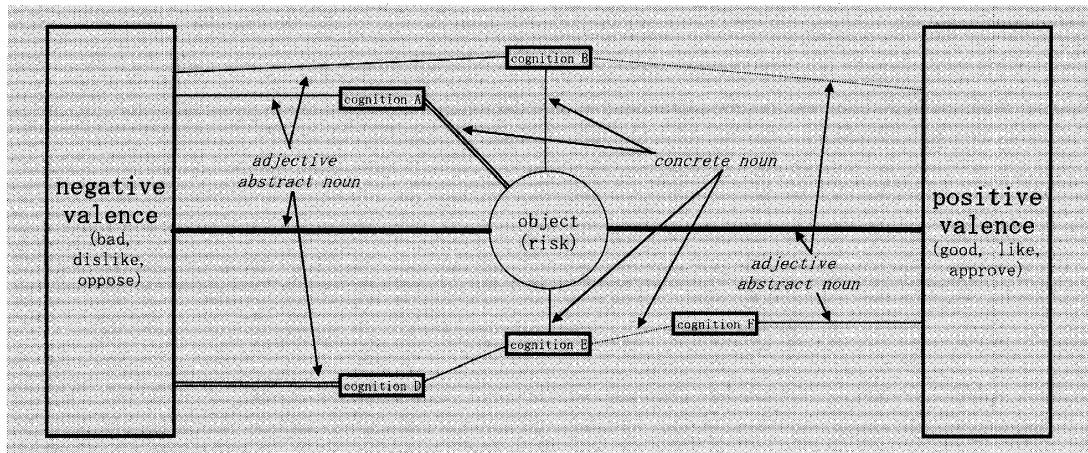 cognition B
cognition A
adjective
abstract noun
concrete noun
negative
valence
(bad,
dislike,
oppose)
object
(risk)
positive
valence
(good, like,
approve)
adjective
abstract noun
cognition F
cognition E
cognition D